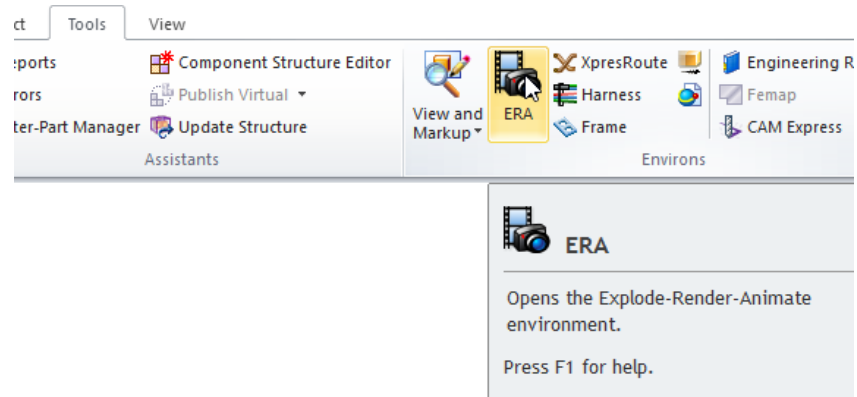 ct Tools View
eports Component Structure Editor
rors Publish Virtual
ter-Part Manager Update Structure
Assistants
View and
Markup
ERA
XpresRoute
Harness
Frame
Engineering R
Femap
CAM Express
Environs
ERA
Opens the Explode-Render-Animate
environment.
Press F1 for help.